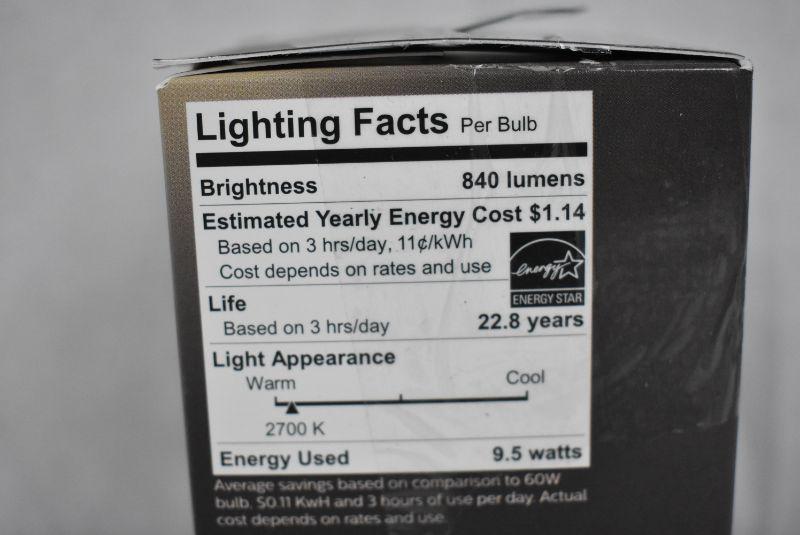 Lighting Facts Per Bulb
Brightness 840 lumens
Estimated Yearly Energy Cost $1.14
Based on 3 hrs/day, 11¢/kWh
Cost depends on rates and use
energy
ENERGY STAR
Life
Based on 3 hrs/day 22.8 years
Light Appearance
Warm Cool
2700 K
Energy Used 9.5 watts
Average savings based on comparison to 60W
bulb, $0.11 KwH and 3 hours of use per day. Actual
cost depends on rates and use.